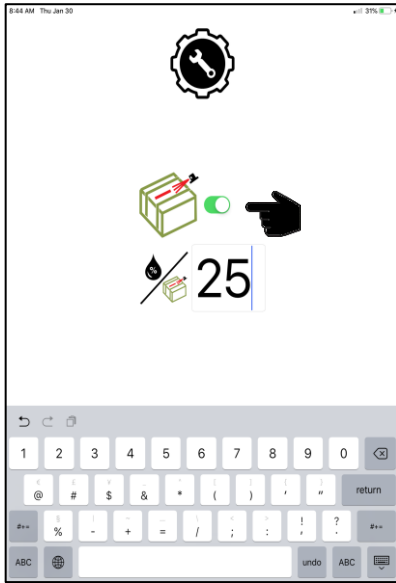 8:44 AM Thu Jan 30 31%
%
25
1 2 3 4 5 6 7 8 9 0
@ # $ & * ( ) ' " return
#+= % - + = / ; : ! ? #+=
ABC undo ABC